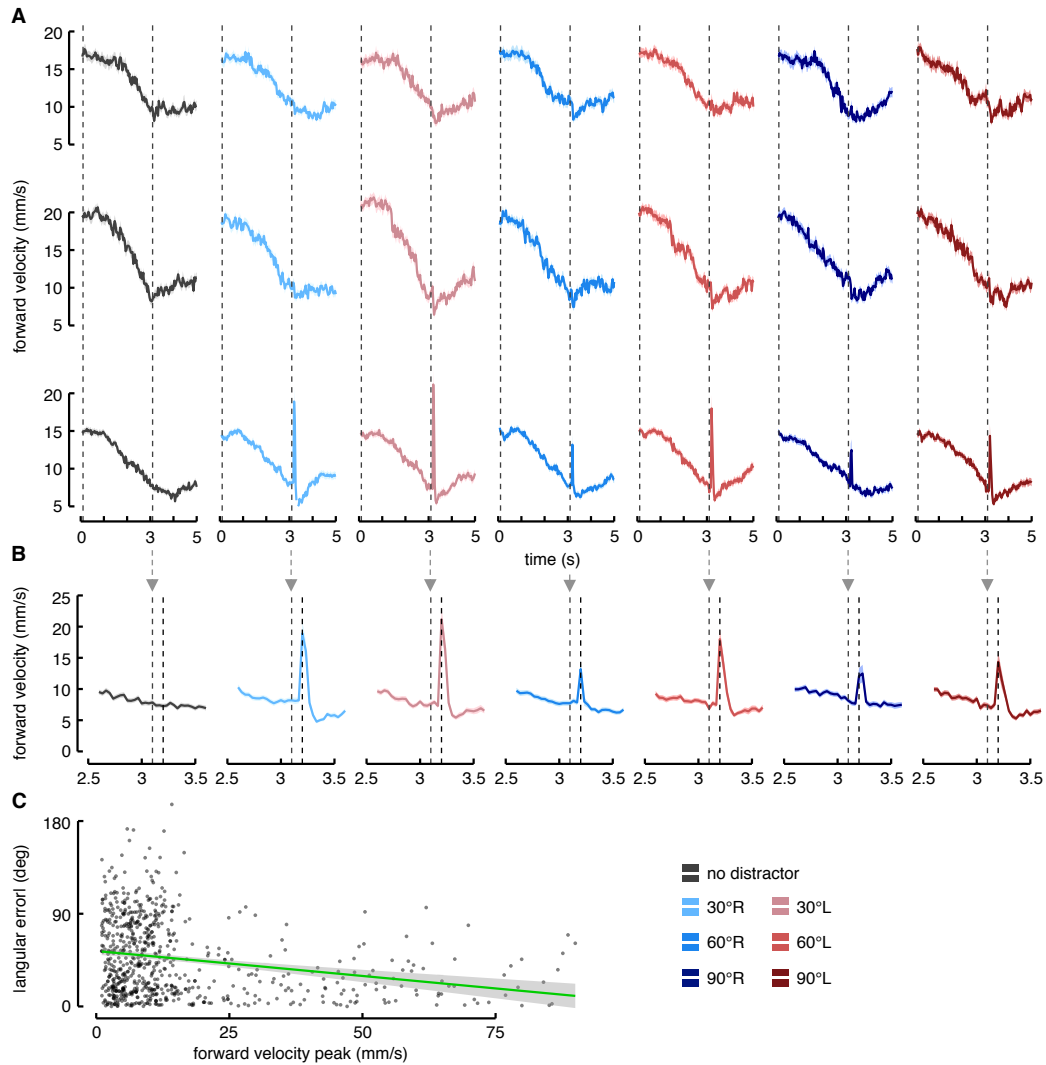 A
20
15
10
5
20
15
10
5
20
15
10
5
forward velocity (mm/s)
0 3 5 0 3 5 0 3 5 0 3 5 0 3 5 0 3 5 0 3 5
time (s)
B
25
20
15
10
5
0
forward velocity (mm/s)
2.5 3 3.5 2.5 3 3.5 2.5 3 3.5 2.5 3 3.5 2.5 3 3.5 2.5 3 3.5 2.5 3 3.5
C
180
90
0
|angular error| (deg)
0 25 50 75
forward velocity peak (mm/s)
no distractor
30°R 30°L
60°R 60°L
90°R 90°L